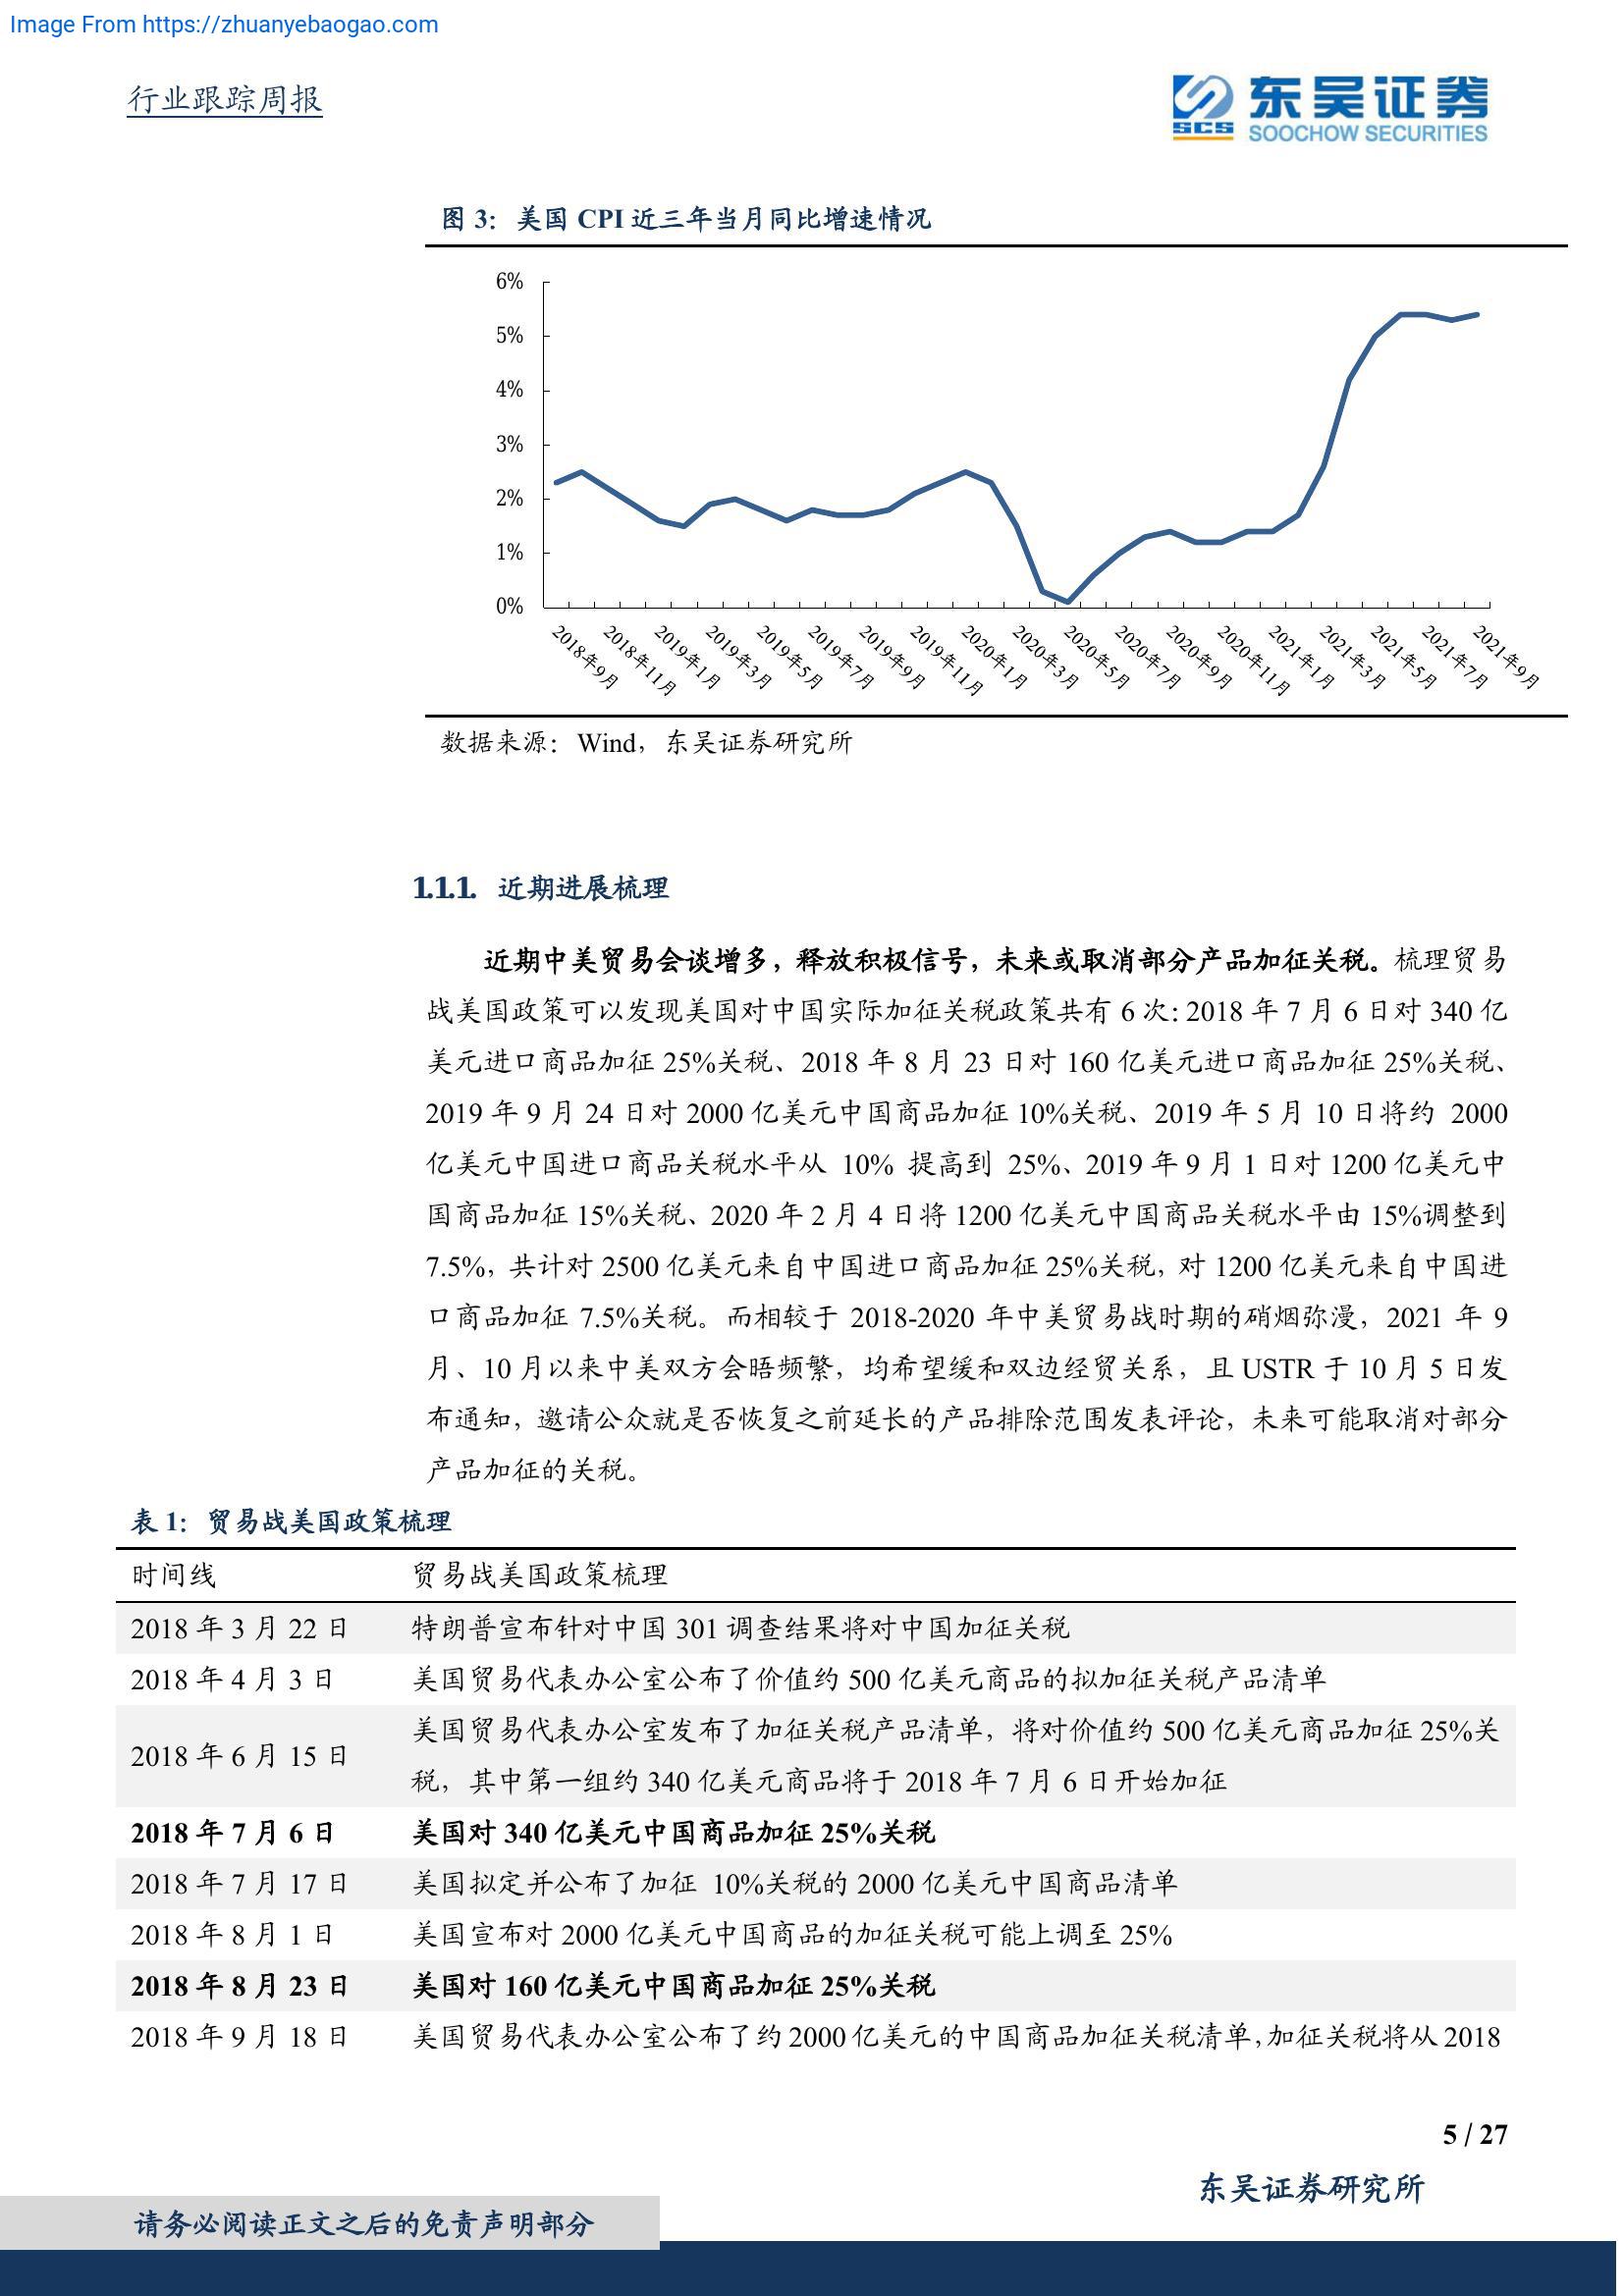 Image From https://zhuanyebaogao.com
行业跟踪周报
东吴证券
SCS
SOOCHOW SECURITIES
图 3：美国 CPI 近三年当月同比增速情况
6%
5%
4%
3%
2%
1%
0%
2018年9月
2018年11月
2019年1月
2019年3月
2019年5月
2019年7月
2019年9月
2019年11月
2020年1月
2020年3月
2020年5月
2020年7月
2020年9月
2020年11月
2021年1月
2021年3月
2021年5月
2021年7月
2021年9月
数据来源：Wind，东吴证券研究所
1.1.1. 近期进展梳理
近期中美贸易会谈增多，释放积极信号，未来或取消部分产品加征关税。梳理贸易
战美国政策可以发现美国对中国实际加征关税政策共有 6 次：2018 年 7 月 6 日对 340 亿
美元进口商品加征 25%关税、2018 年 8 月 23 日对 160 亿美元进口商品加征 25%关税、
2019 年 9 月 24 日对 2000 亿美元中国商品加征 10%关税、2019 年 5 月 10 日将约 2000
亿美元中国进口商品关税水平从 10% 提高到 25%、2019 年 9 月 1 日对 1200 亿美元中
国商品加征 15%关税、2020 年 2 月 4 日将 1200 亿美元中国商品关税水平由 15%调整到
7.5%，共计对 2500 亿美元来自中国进口商品加征 25%关税，对 1200 亿美元来自中国进
口商品加征 7.5%关税。而相较于 2018-2020 年中美贸易战时期的硝烟弥漫，2021 年 9
月、10 月以来中美双方会晤频繁，均希望缓和双边经贸关系，且 USTR 于 10 月 5 日发
布通知，邀请公众就是否恢复之前延长的产品排除范围发表评论，未来可能取消对部分
产品加征的关税。
表 1：贸易战美国政策梳理
时间线 贸易战美国政策梳理
2018 年 3 月 22 日 特朗普宣布针对中国 301 调查结果将对中国加征关税
2018 年 4 月 3 日 美国贸易代表办公室公布了价值约 500 亿美元商品的拟加征关税产品清单
2018 年 6 月 15 日 美国贸易代表办公室发布了加征关税产品清单，将对价值约 500 亿美元商品加征 25%关
税，其中第一组约 340 亿美元商品将于 2018 年 7 月 6 日开始加征
2018 年 7 月 6 日 美国对 340 亿美元中国商品加征 25%关税
2018 年 7 月 17 日 美国拟定并公布了加征 10%关税的 2000 亿美元中国商品清单
2018 年 8 月 1 日 美国宣布对 2000 亿美元中国商品的加征关税可能上调至 25%
2018 年 8 月 23 日 美国对 160 亿美元中国商品加征 25%关税
2018 年 9 月 18 日 美国贸易代表办公室公布了约 2000 亿美元的中国商品加征关税清单，加征关税将从 2018
5 / 27
东吴证券研究所
请务必阅读正文之后的免责声明部分